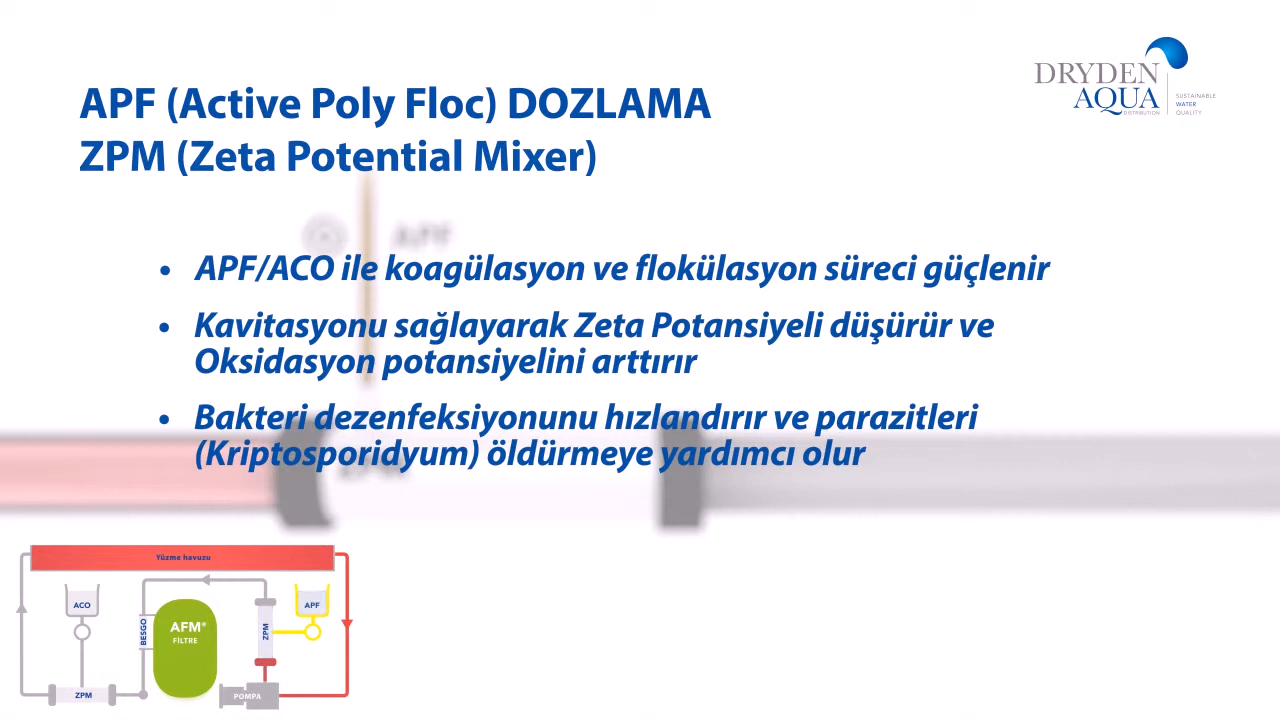 DRYDEN
AQUA
DISTRIBUTION
SUSTAINABLE
WATER
QUALITY
APF (Active Poly Floc) DOZLAMA
ZPM (Zeta Potential Mixer)
APF
• APF/ACO ile koagülasyon ve flokülasyon süreci güçlenir
• Kavitasyonu sağlayarak Zeta Potansiyeli düşürür ve
Oksidasyon potansiyelini arttırır
• Bakteri dezenfeksiyonunu hızlandırır ve parazitleri
(Kriptosporidyum) öldürmeye yardımcı olur
ZPM
Yüzme havuzu
ACO
BESGO
AFM®
FİLTRE
ZPM
APF
ZPM
POMPA